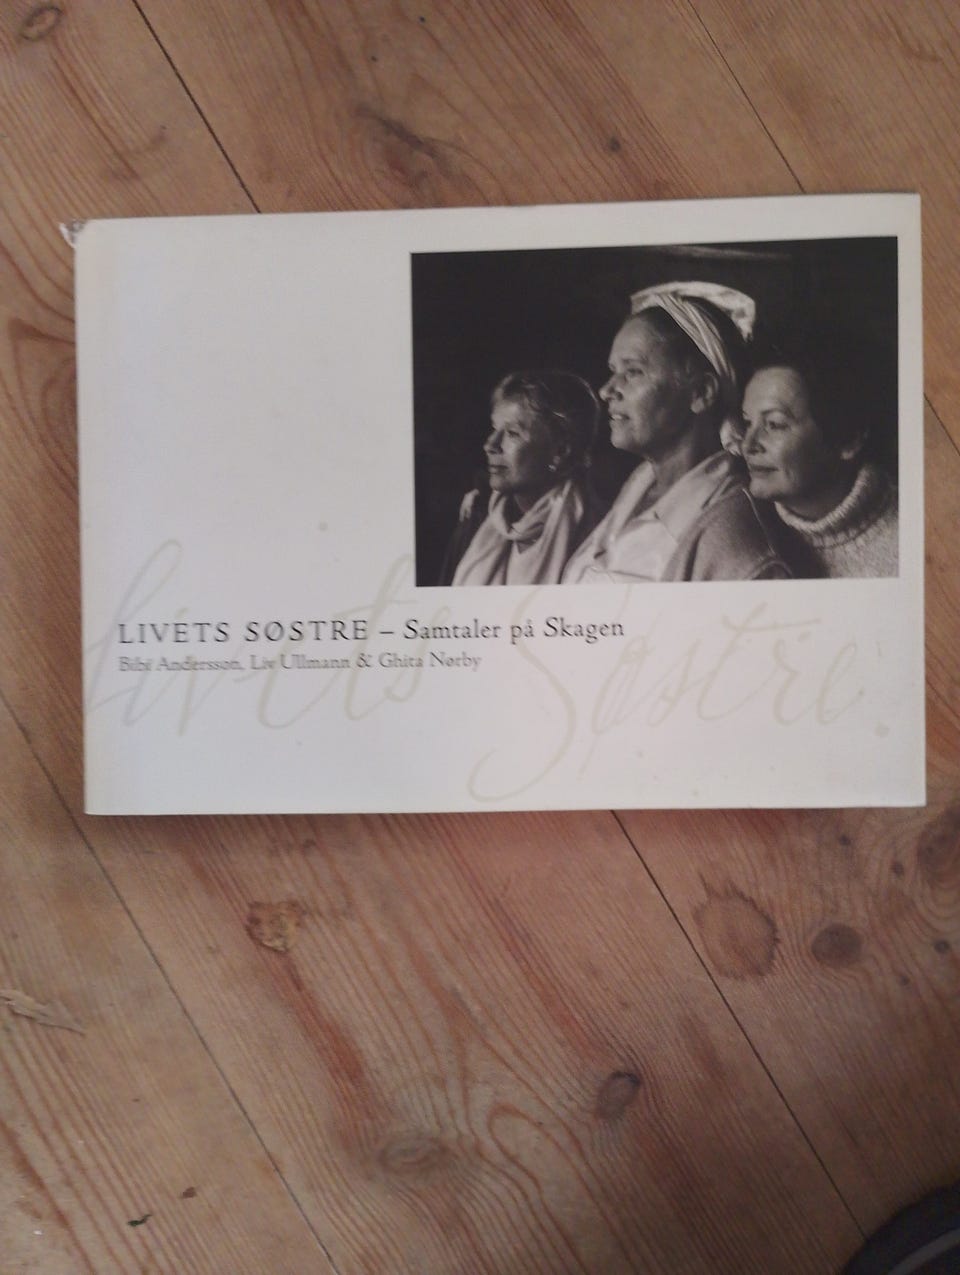 LIVETS SØSTRE – Samtaler på Skagen
Bibi Andersson, Liv Ullmann & Ghita Nørby
Livets Søstre